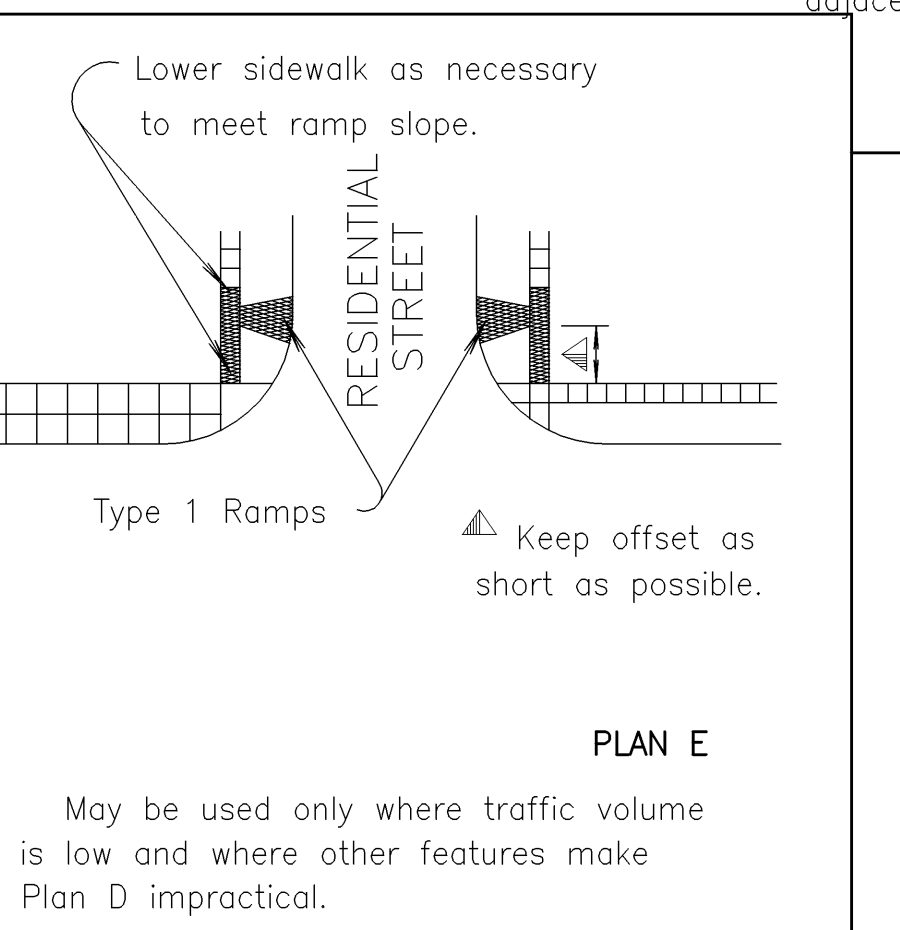 Lower sidewalk as necessary
to meet ramp slope.
RESIDENTIAL
STREET
Type 1 Ramps
Keep offset as
short as possible.
PLAN E
May be used only where traffic volume
is low and where other features make
Plan D impractical.